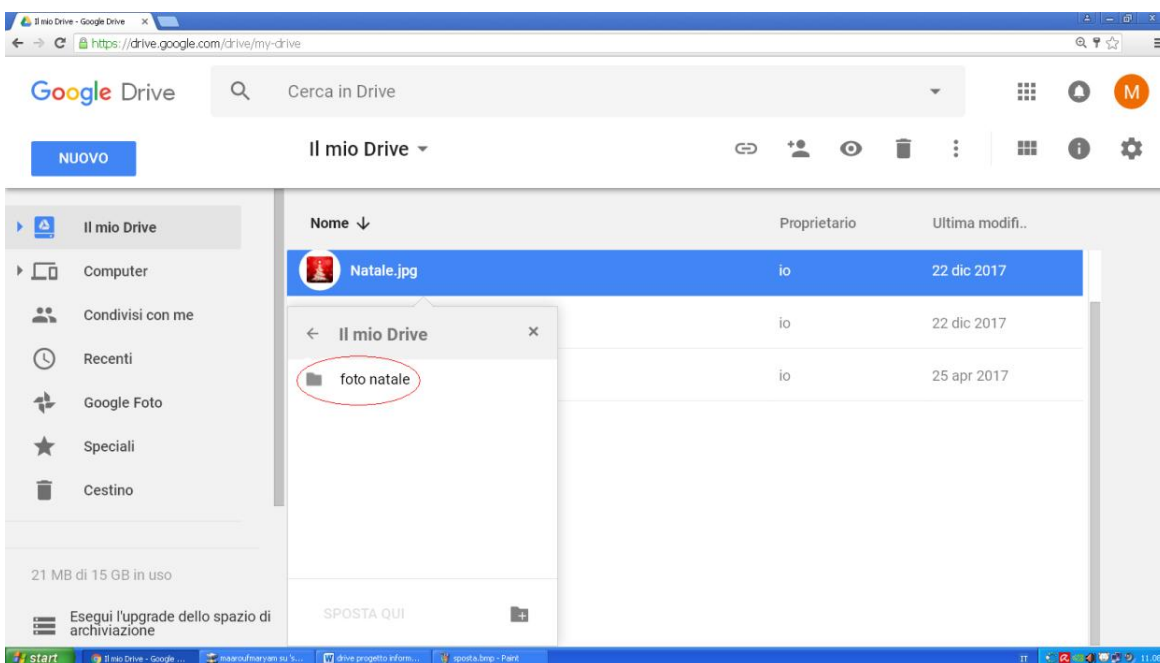 Il mio Drive - Google Drive
https://drive.google.com/drive/my-drive
Google Drive
Cerca in Drive
M
NUOVO
Il mio Drive
Il mio Drive
Computer
Condivisi con me
Recenti
Google Foto
Speciali
Cestino
21 MB di 15 GB in uso
Esegui l'upgrade dello spazio di
archiviazione
Nome Proprietario Ultima modifi..
Natale.jpg io 22 dic 2017
io 22 dic 2017
io 25 apr 2017
Il mio Drive
foto natale
SPOSTA QUI
start Il mio Drive - Google ... maaroufmaryam su 's... drive progetto inform... sposta.bmp - Paint IT 11.06